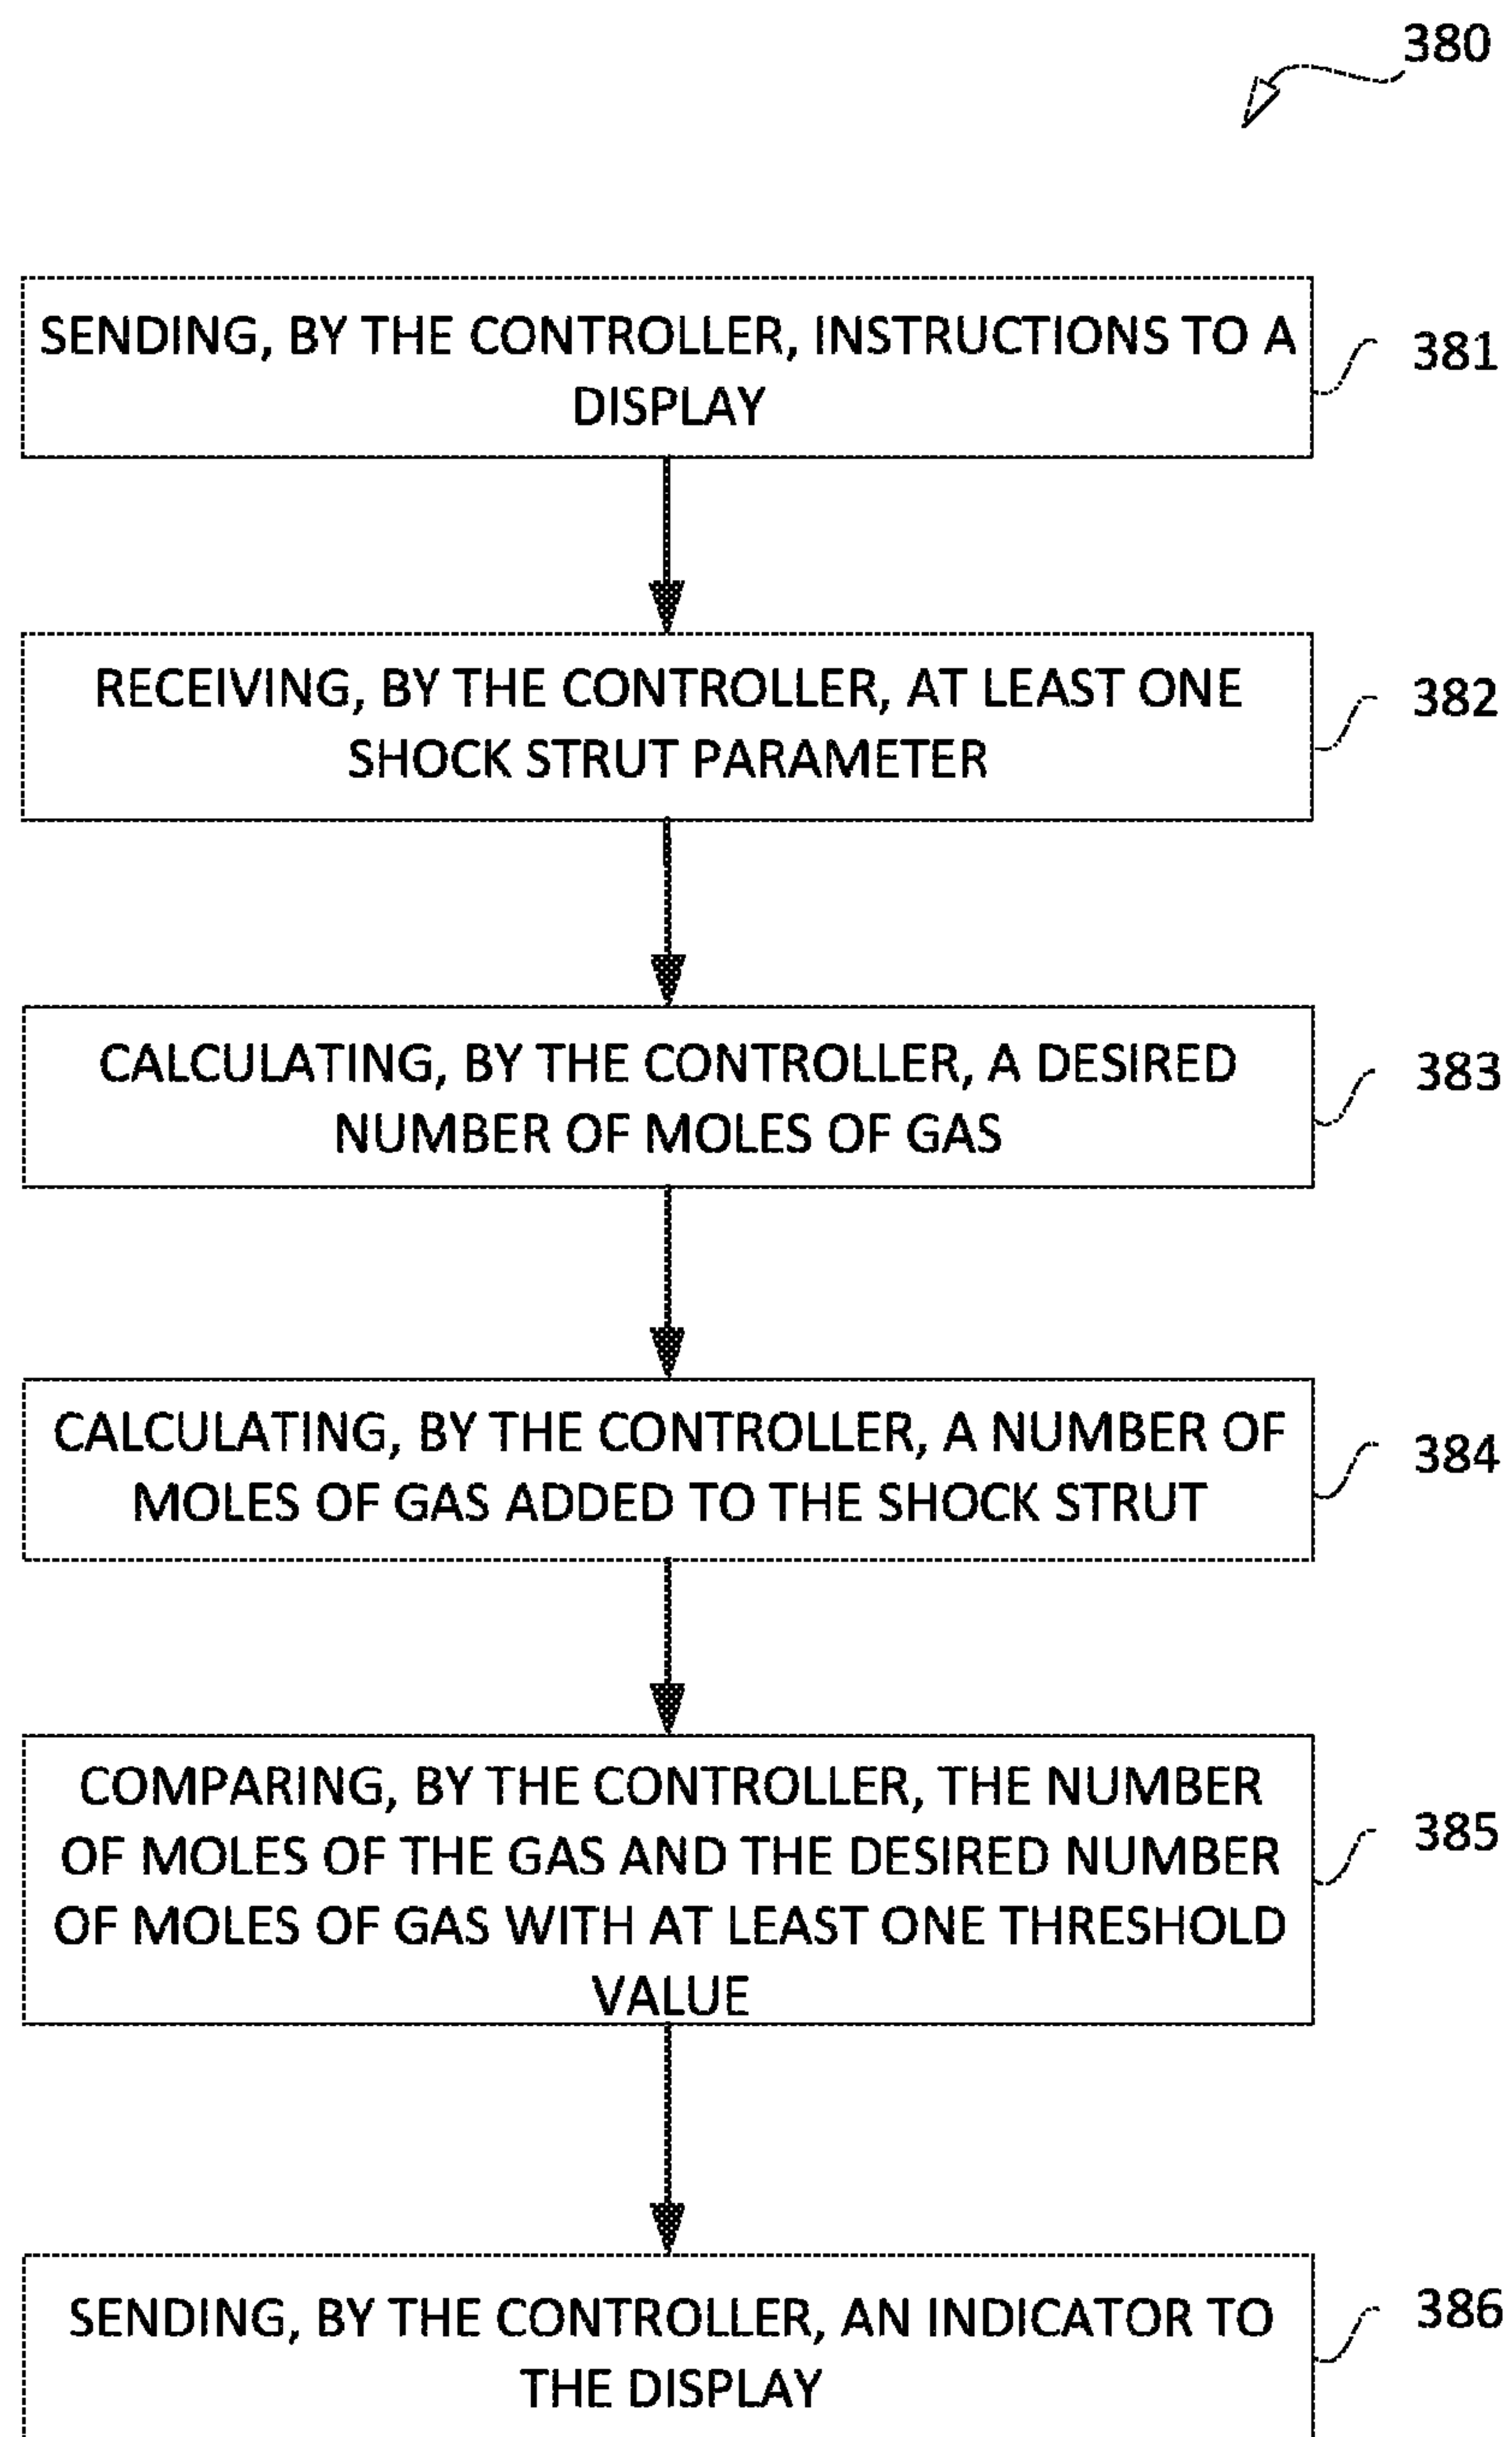 380
SENDING, BY THE CONTROLLER, INSTRUCTIONS TO A
DISPLAY
381
RECEIVING, BY THE CONTROLLER, AT LEAST ONE
SHOCK STRUT PARAMETER
382
CALCULATING, BY THE CONTROLLER, A DESIRED
NUMBER OF MOLES OF GAS
383
CALCULATING, BY THE CONTROLLER, A NUMBER OF
MOLES OF GAS ADDED TO THE SHOCK STRUT
384
COMPARING, BY THE CONTROLLER, THE NUMBER
OF MOLES OF THE GAS AND THE DESIRED NUMBER
OF MOLES OF GAS WITH AT LEAST ONE THRESHOLD
VALUE
385
SENDING, BY THE CONTROLLER, AN INDICATOR TO
THE DISPLAY
386